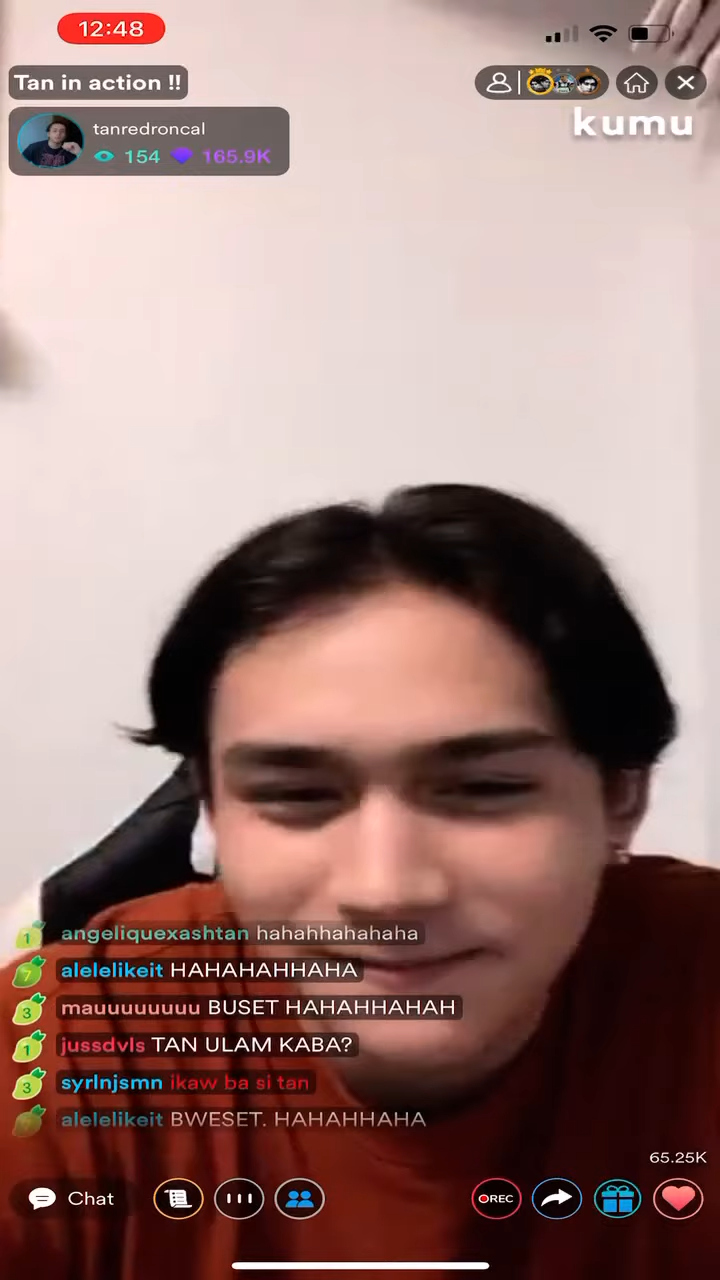 12:48
Tan in action !!
tanredroncal
154 165.9K
kumu
1 angeliquexashtan hahahhahahaha
7 alelelikeit HAHAHAHHAHA
3 mauuuuuuuu BUSET HAHAHHAHAH
1 jussdvls TAN ULAM KABA?
3 syrlnjsmn ikaw ba si tan
alelelikeit BWESET. HAHAHHAHA
65.25K
Chat
REC